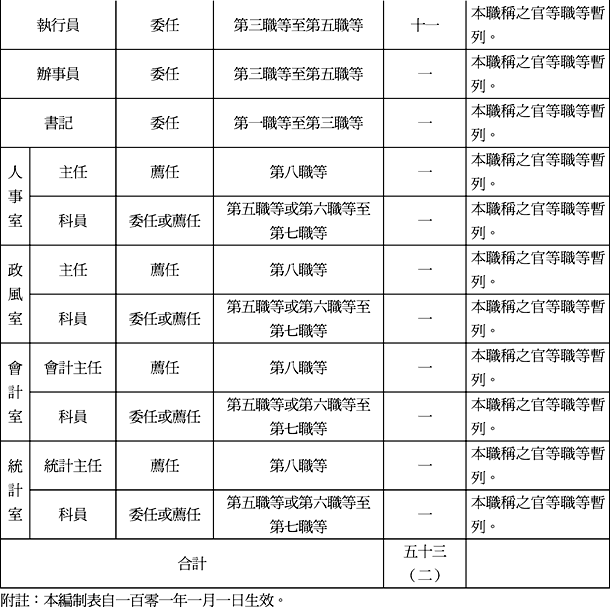 執行員 委任 第三職等至第五職等 十一 本職稱之官等職等暫
列。
辦事員 委任 第三職等至第五職等 一 本職稱之官等職等暫
列。
書記 委任 第一職等至第三職等 一 本職稱之官等職等暫
列。
人事室 主任 薦任 第八職等 一 本職稱之官等職等暫
列。
科員 委任或薦任 第五職等或第六職等至
第七職等 一 本職稱之官等職等暫
列。
政風室 主任 薦任 第八職等 一 本職稱之官等職等暫
列。
科員 委任或薦任 第五職等或第六職等至
第七職等 一 本職稱之官等職等暫
列。
會計室 會計主任 薦任 第八職等 一 本職稱之官等職等暫
列。
科員 委任或薦任 第五職等或第六職等至
第七職等 一 本職稱之官等職等暫
列。
統計室 統計主任 薦任 第八職等 一 本職稱之官等職等暫
列。
科員 委任或薦任 第五職等或第六職等至
第七職等 一 本職稱之官等職等暫
列。
合計 五十三
（二）
附註：本編制表自一百零一年一月一日生效。